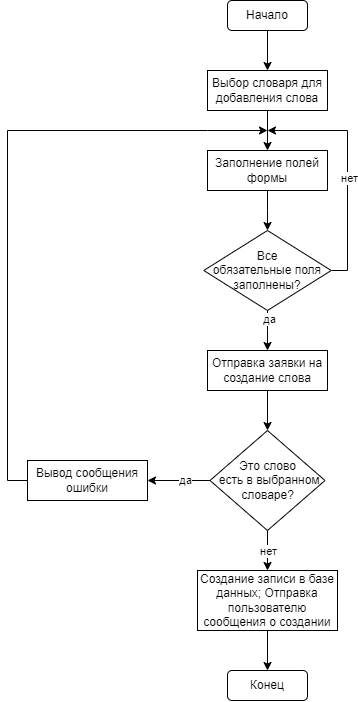 Начало
Выбор словаря для
добавления слова
Заполнение полей
формы
нет
Все
обязательные поля
заполнены?
да
Отправка заявки на
создание слова
Это слово
есть в выбранном
словаре?
да
Вывод сообщения
ошибки
нет
Создание записи в базе
данных; Отправка
пользователю
сообщения о создании
Конец